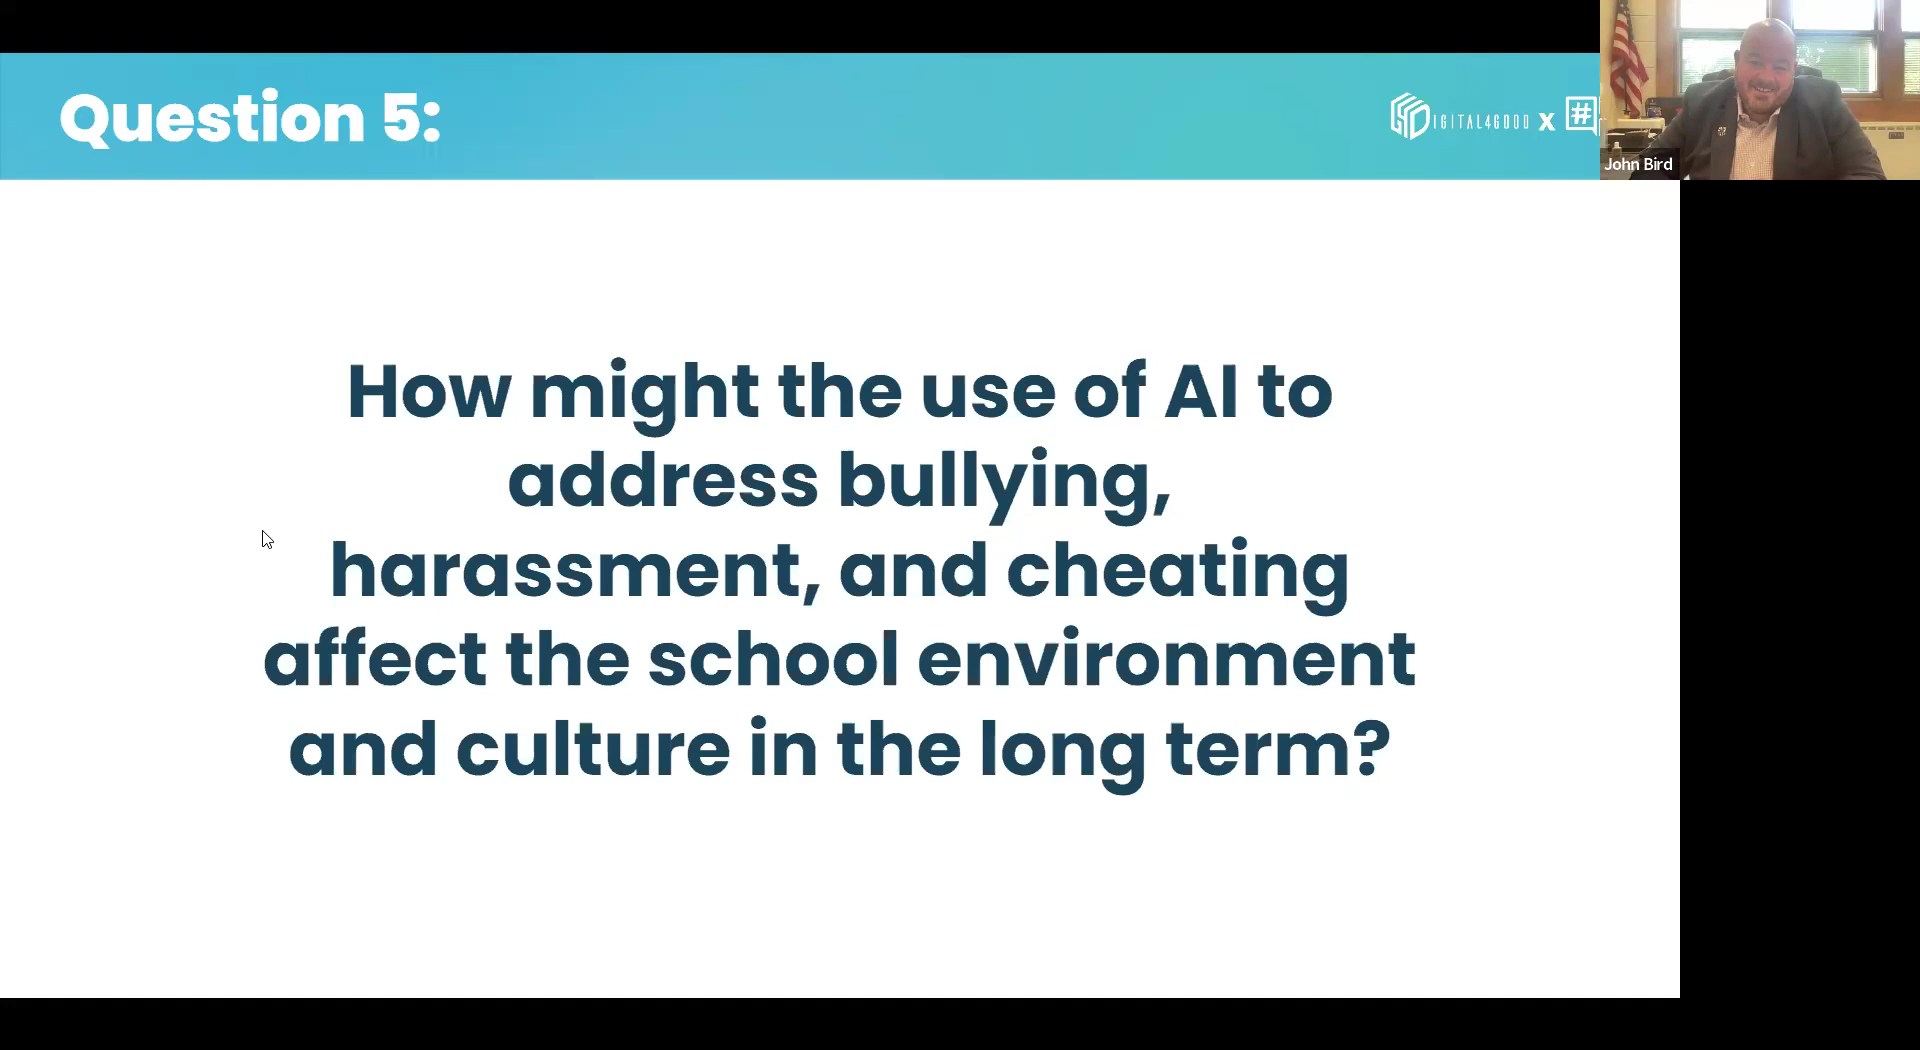 Question 5:
DIGITAL4GOOD x #
John Bird
How might the use of AI to
address bullying,
harassment, and cheating
affect the school environment
and culture in the long term?